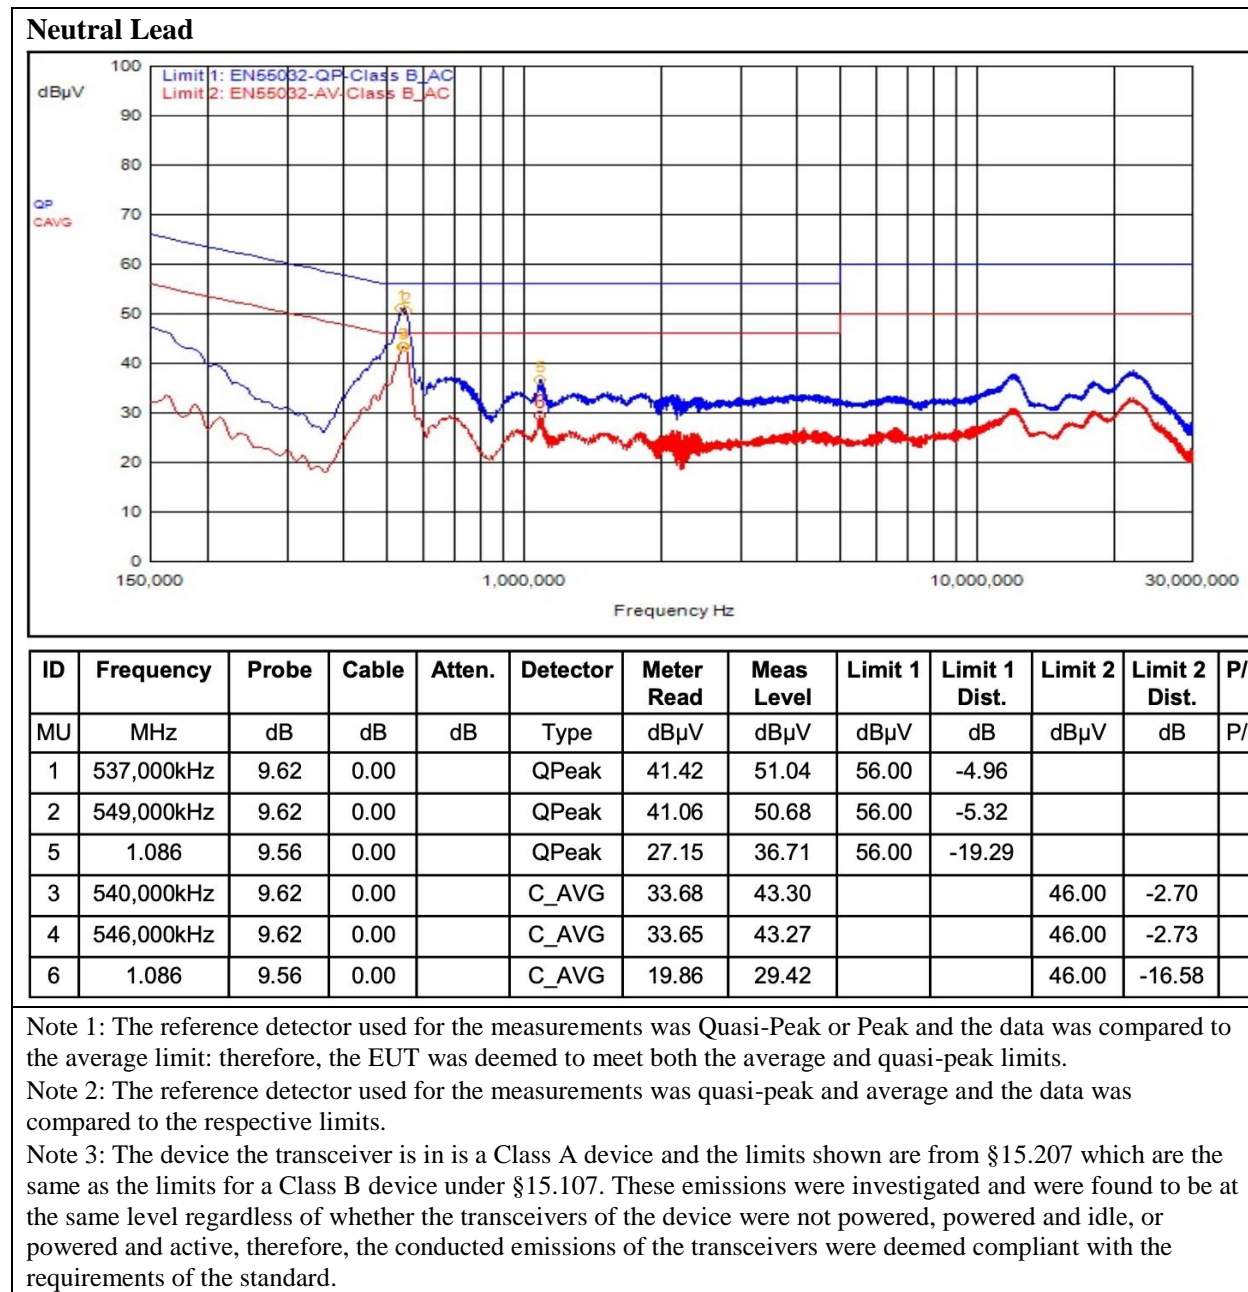 Neutral Lead
100
dBµV
Limit 1: EN55032-QP-Class B_AC
Limit 2: EN55032-AV-Class B_AC
90
80
QP
CAVG
70
60
50
40
30
20
10
0
150,000 1,000,000 10,000,000 30,000,000
Frequency Hz
ID Frequency Probe Cable Atten. Detector Meter Read Meas Level Limit 1 Limit 1 Dist. Limit 2 Limit 2 Dist. P/
MU MHz dB dB dB Type dBµV dBµV dBµV dB dBµV dB P/
1 537,000kHz 9.62 0.00 QPeak 41.42 51.04 56.00 -4.96
2 549,000kHz 9.62 0.00 QPeak 41.06 50.68 56.00 -5.32
5 1.086 9.56 0.00 QPeak 27.15 36.71 56.00 -19.29
3 540,000kHz 9.62 0.00 C_AVG 33.68 43.30 46.00 -2.70
4 546,000kHz 9.62 0.00 C_AVG 33.65 43.27 46.00 -2.73
6 1.086 9.56 0.00 C_AVG 19.86 29.42 46.00 -16.58
Note 1: The reference detector used for the measurements was Quasi-Peak or Peak and the data was compared to
the average limit: therefore, the EUT was deemed to meet both the average and quasi-peak limits.
Note 2: The reference detector used for the measurements was quasi-peak and average and the data was
compared to the respective limits.
Note 3: The device the transceiver is in is a Class A device and the limits shown are from §15.207 which are the
same as the limits for a Class B device under §15.107. These emissions were investigated and were found to be at
the same level regardless of whether the transceivers of the device were not powered, powered and idle, or
powered and active, therefore, the conducted emissions of the transceivers were deemed compliant with the
requirements of the standard.